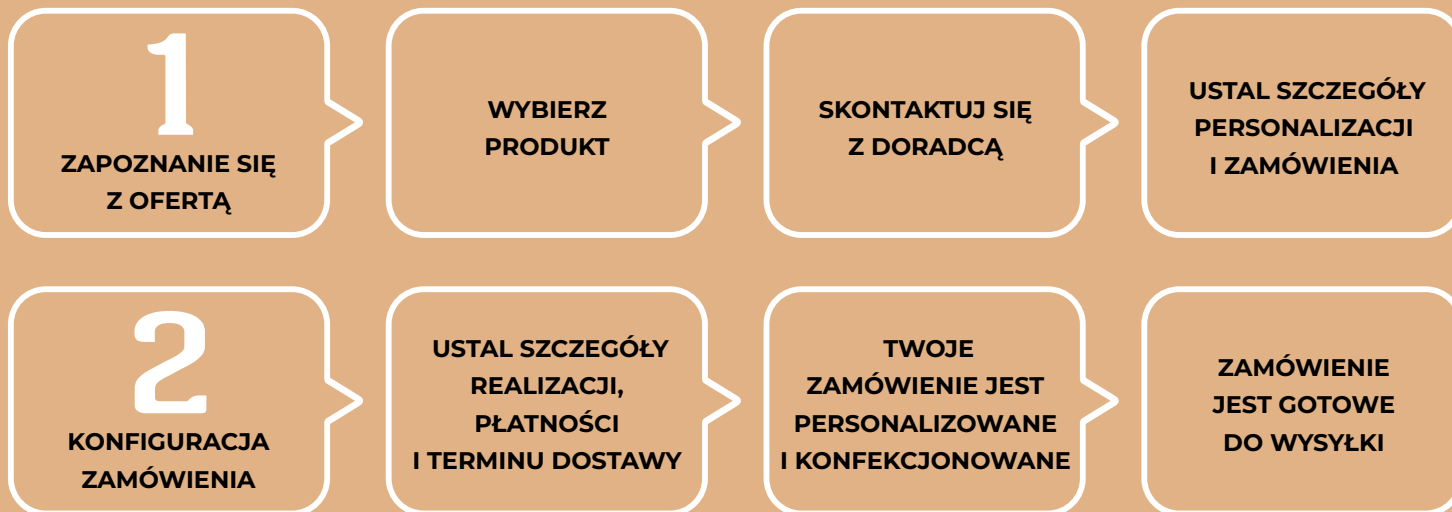 1
ZAPOZNANIE SIĘ
Z OFERTĄ
WYBIERZ
PRODUKT
SKONTAKTUJ SIĘ
Z DORADCĄ
USTAL SZCZEGÓŁY
PERSONALIZACJI
I ZAMÓWIENIA
2
KONFIGURACJA
ZAMÓWIENIA
USTAL SZCZEGÓŁY
REALIZACJI,
PŁATNOŚCI
I TERMINU DOSTAWY
TWOJE
ZAMÓWIENIE JEST
PERSONALIZOWANE
I KONFEKCJONOWANE
ZAMÓWIENIE
JEST GOTOWE
DO WYSYŁKI